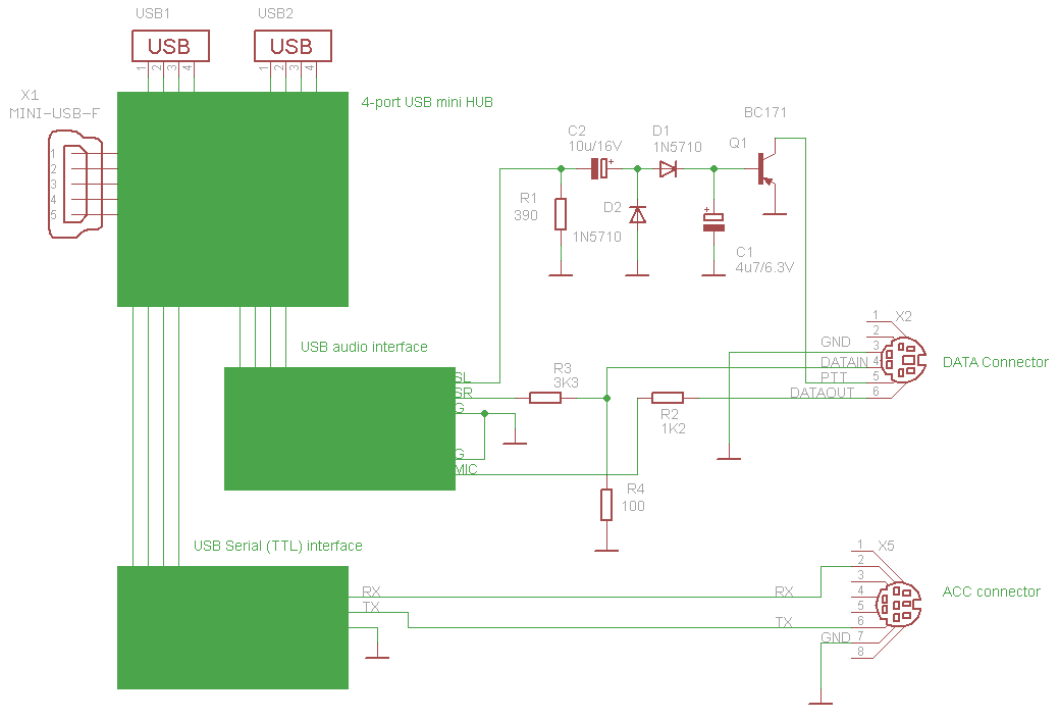 USB1
USB2
USB
USB
1 2 3 4
1 2 3 4
X1
MINI-USB-F
4-port USB mini HUB
1
2
3
4
5
BC171
C2
10u/16V
D1
1N5710
Q1
R1
390
D2
1N5710
C1
4u7/6.3V
USB audio interface
SL
SR
G
G
MIC
R3
3K3
R2
1K2
R4
100
1
2
3
4
5
6
X2
GND
DATAIN
PTT
DATAOUT
DATA Connector
USB Serial (TTL) interface
RX
TX
RX
TX
GND
1
2
3
4
5
6
7
8
X5
ACC connector